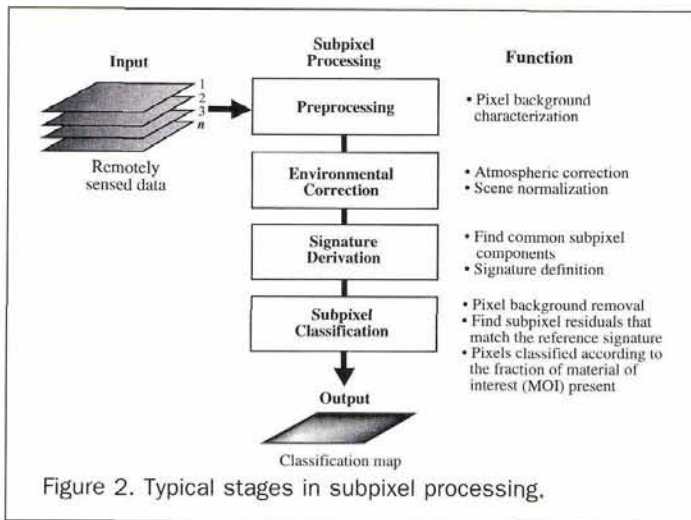 Subpixel
Processing
Input
Function
1
2
3
n
Remotely
sensed data
Preprocessing
• Pixel background
characterization
Environmental
Correction
• Atmospheric correction
• Scene normalization
Signature
Derivation
• Find common subpixel
components
• Signature definition
Subpixel
Classification
• Pixel background removal
• Find subpixel residuals that
match the reference signature
• Pixels classified according to
the fraction of material of
interest (MOI) present
Output
Classification map
Figure 2. Typical stages in subpixel processing.